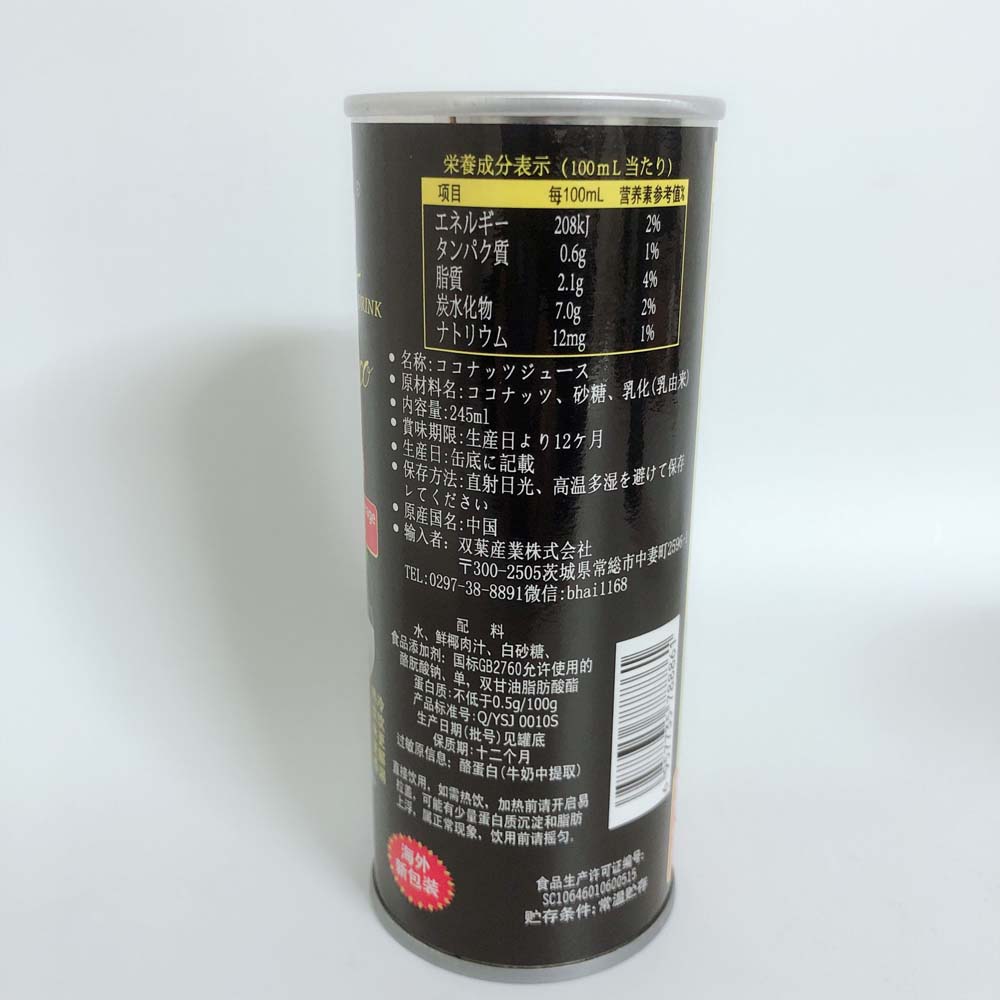 栄養成分表示(100mL当たり)
项目 每100mL 营养素参考值%
エネルギー 208kJ 2%
タンパク質 0.6g 1%
脂質 2.1g 4%
炭水化物 7.0g 2%
ナトリウム 12mg 1%
RINK
co
• 名称:ココナッツジュース
• 原材料名:ココナッツ、砂糖、乳化(乳由来)
• 内容量:245ml
• 賞味期限:生産日より12ケ月
• 生産日:缶底に記載
• 保存方法:直射日光、高温多湿を避けて保存
してください
• 原産国名:中国
• 輸入者: 双葉産業株式会社
〒300-2505茨城県常総市中妻町2596-1
TEL:0297-38-8891微信:bhai1168
配 料
水、鲜椰肉汁、白砂糖、
食品添加剂: 国标GB2760允许使用的
酪朊酸钠、单,双甘油脂肪酸酯
蛋白质:不低于0.5g/100g
产品标准号:Q/YSJ 0010S
生产日期(批号)见罐底
保质期:十二个月
过敏原信息: 酪蛋白(牛奶中提取)
直接饮用,如需热饮,加热前请开启易
拉盖,可能有少量蛋白质沉淀和脂肪
上浮,属正常现象,饮用前请摇匀。
海外
新包装
食品生产许可证编号:
SC10646010600515
贮存条件:常温贮存